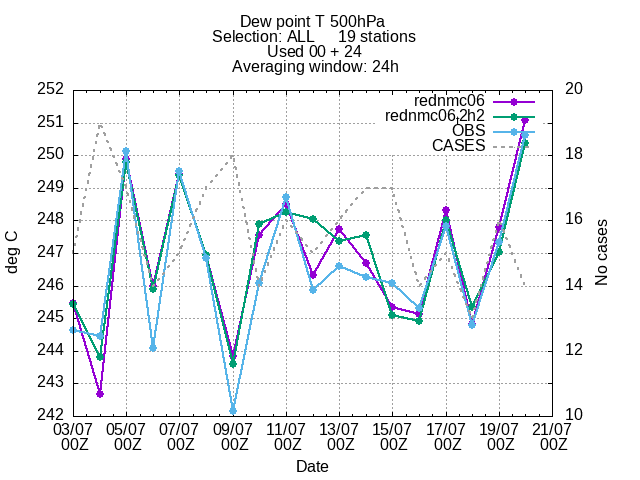 Dew point T 500hPa
Selection: ALL 19 stations
Used 00 + 24
Averaging window: 24h
252 20
251
250 18
249
248 16
247
246 14
245
244 12
243
242 10
rednmc06
rednmc06,2h2
OBS
CASES
deg C
No cases
03/07 05/07 07/07 09/07 11/07 13/07 15/07 17/07 19/07 21/07
00Z 00Z 00Z 00Z 00Z 00Z 00Z 00Z 00Z 00Z
Date